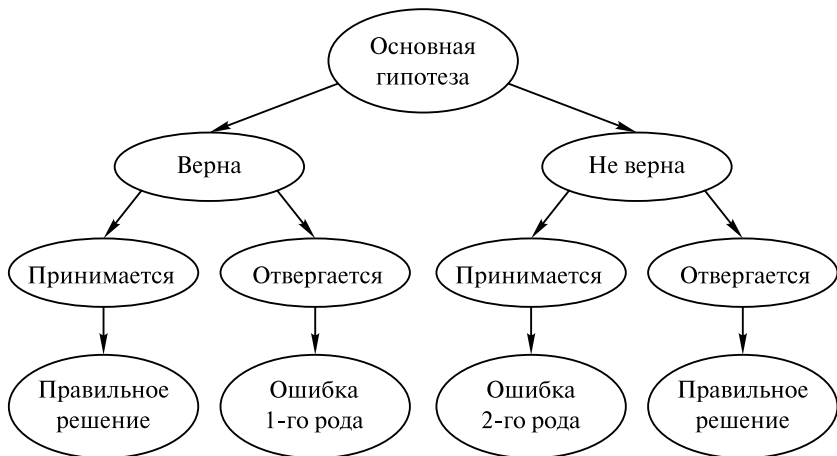 Основная
гипотеза
Верна
Не верна
Принимается
Отвергается
Принимается
Отвергается
Правильное
решение
Ошибка
1-го рода
Ошибка
2-го рода
Правильное
решение